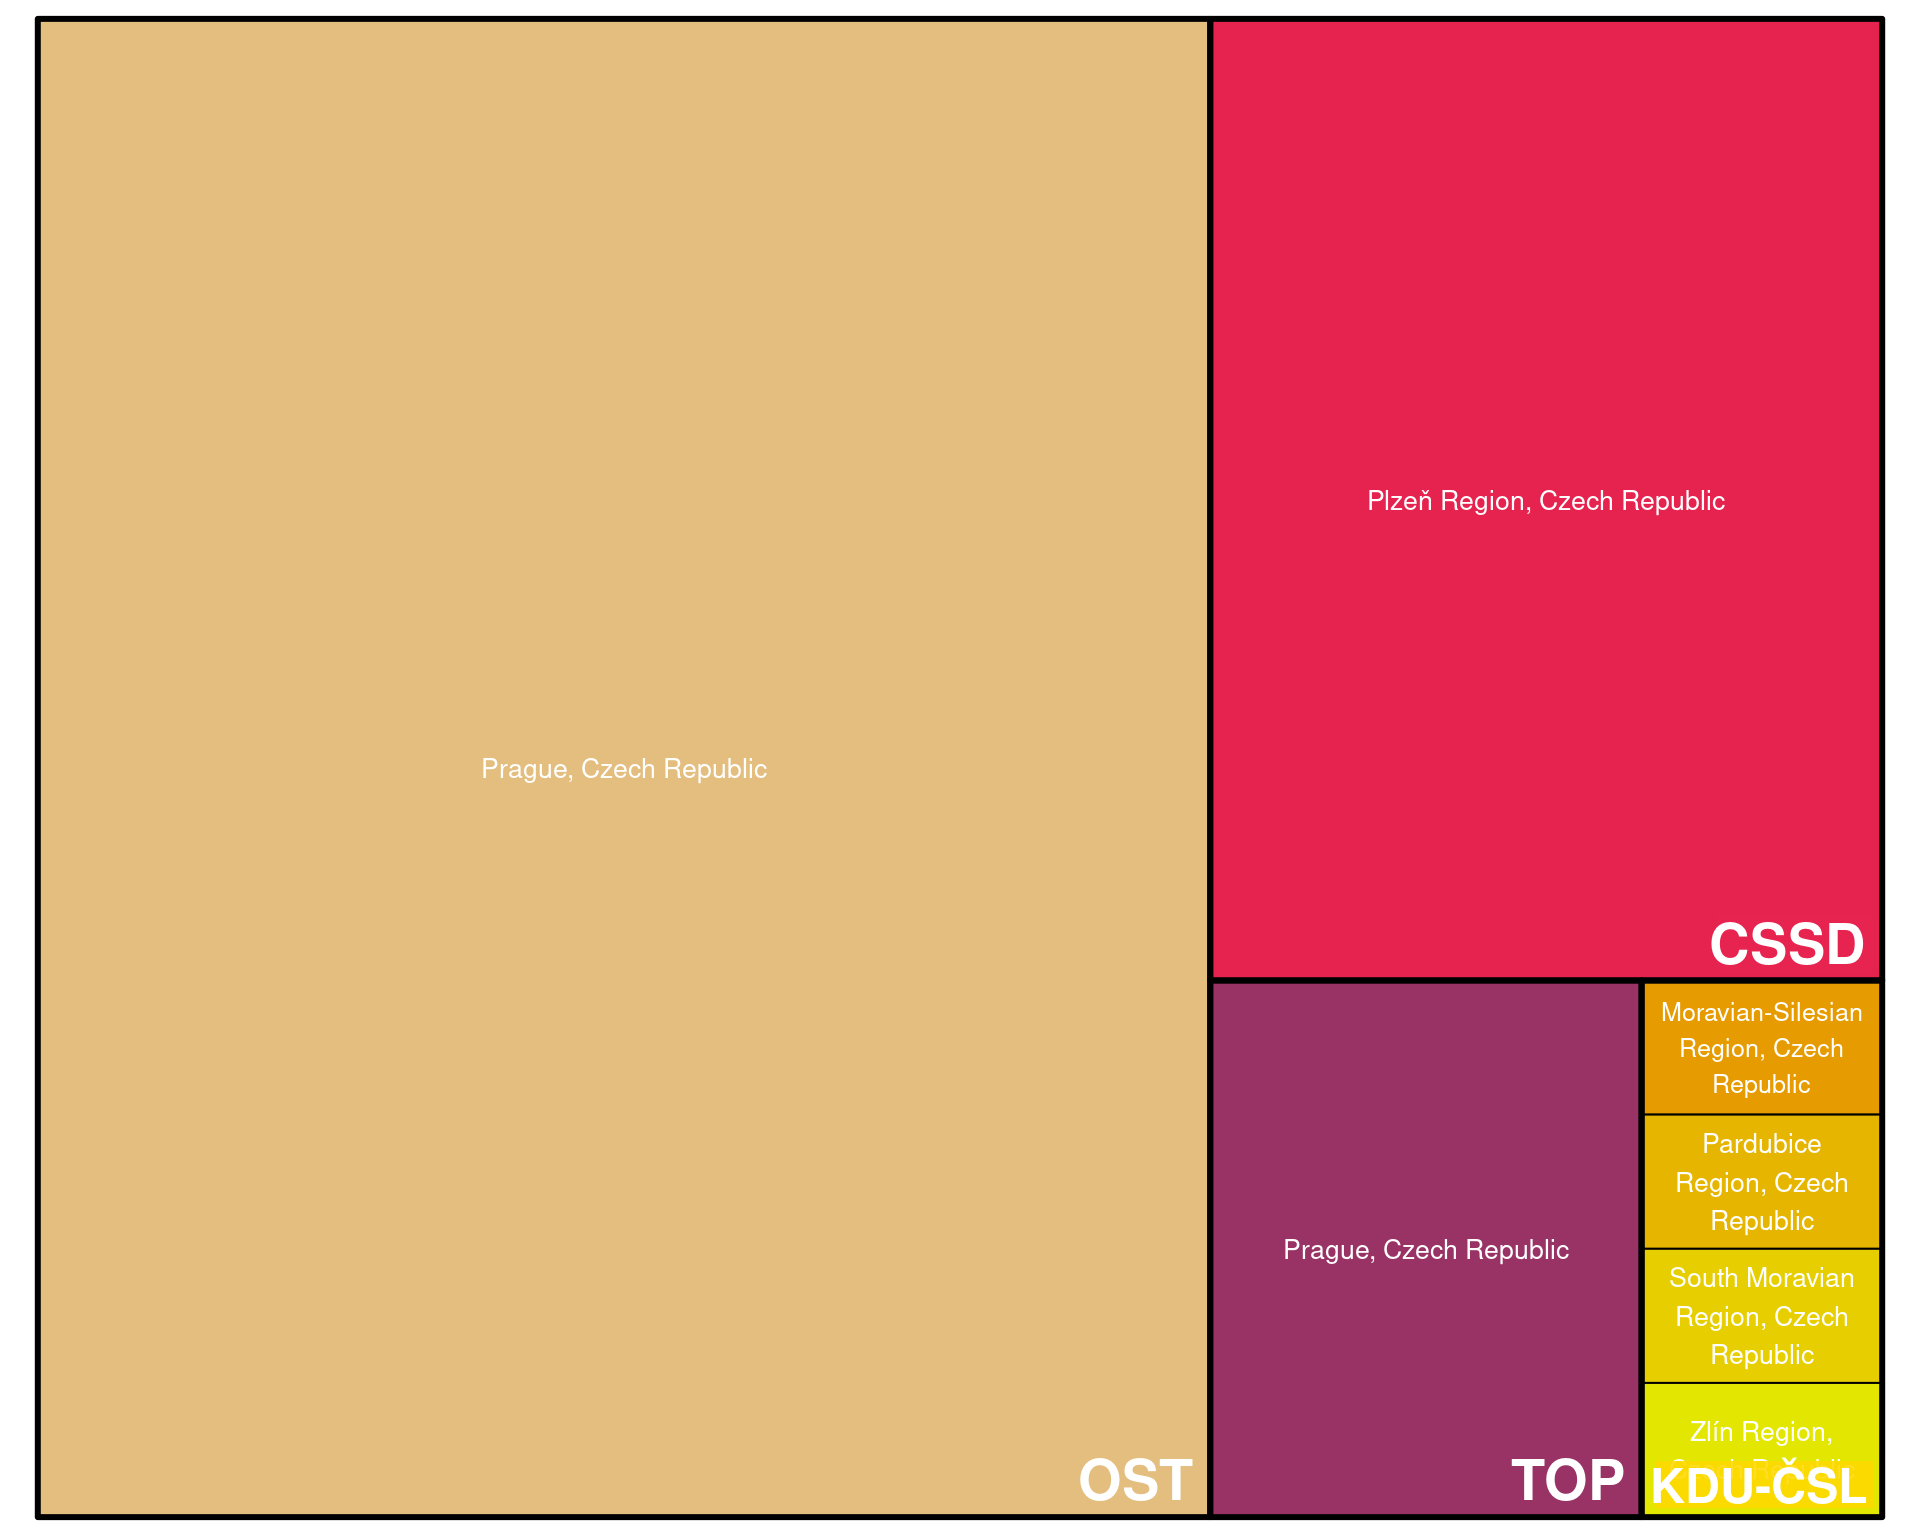 Prague, Czech Republic
OST
Plzeň Region, Czech Republic
CSSD
Prague, Czech Republic
TOP
Moravian-Silesian
Region, Czech
Republic
Pardubice
Region, Czech
Republic
South Moravian
Region, Czech
Republic
Zlín Region,
KDU-ČSL